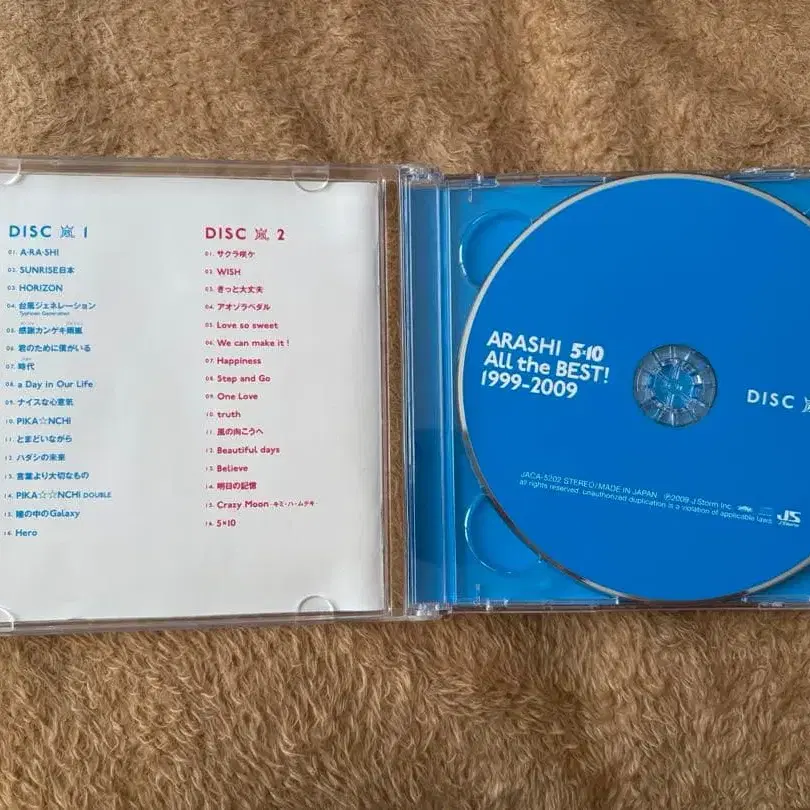 DISC 嵐 1
01. A·RA·SHI
02. SUNRISE日本
03. HORIZON
04. 台風ジェネレーション
Typhoon Generation
05. 感謝カンゲキ雨嵐
06. 君のために僕がいる
07. 時代
08. a Day in Our Life
09. ナイスな心意気
10. PIKA☆NCHI
11. とまどいながら
12. ハダシの未来
13. 言葉より大切なもの
14. PIKA☆☆NCHI DOUBLE
15. 瞳の中のGalaxy
16. Hero
DISC 嵐 2
01. サクラ咲ケ
02. WISH
03. きっと大丈夫
04. アオゾラペダル
05. Love so sweet
06. We can make it !
07. Happiness
08. Step and Go
09. One Love
10. truth
11. 風の向こうへ
12. Beautiful days
13. Believe
14. 明日の記憶
15. Crazy Moon -キミ・ハ・ムテキ-
16. 5×10
ARASHI 5×10
All the BEST!
1999-2009
DISC
JACA-5202 STEREO/MADE IN JAPAN ℗2009 J Storm Inc.
all rights reserved. unauthorized duplication is a violation of applicable laws.
JS
J Storm